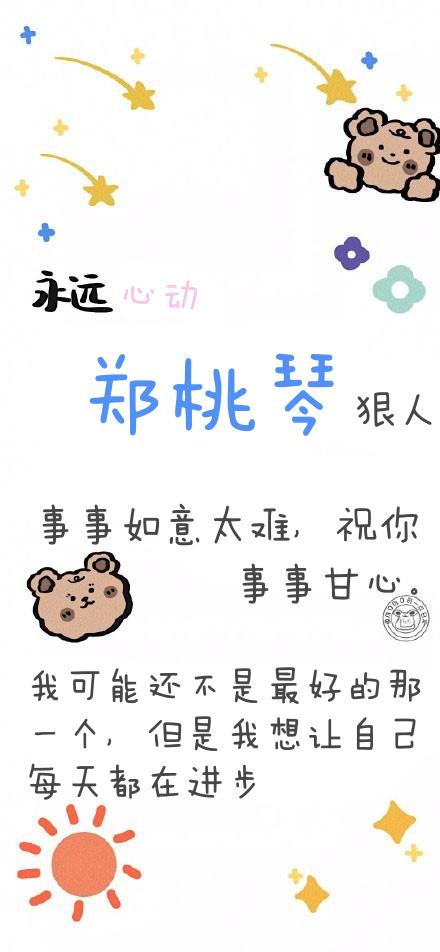 永远 心动
郑桃琴 狠人
事事如意太难, 祝你
事事甘心。
我可能还不是最好的那
一个, 但是我想让自己
每天都在进步